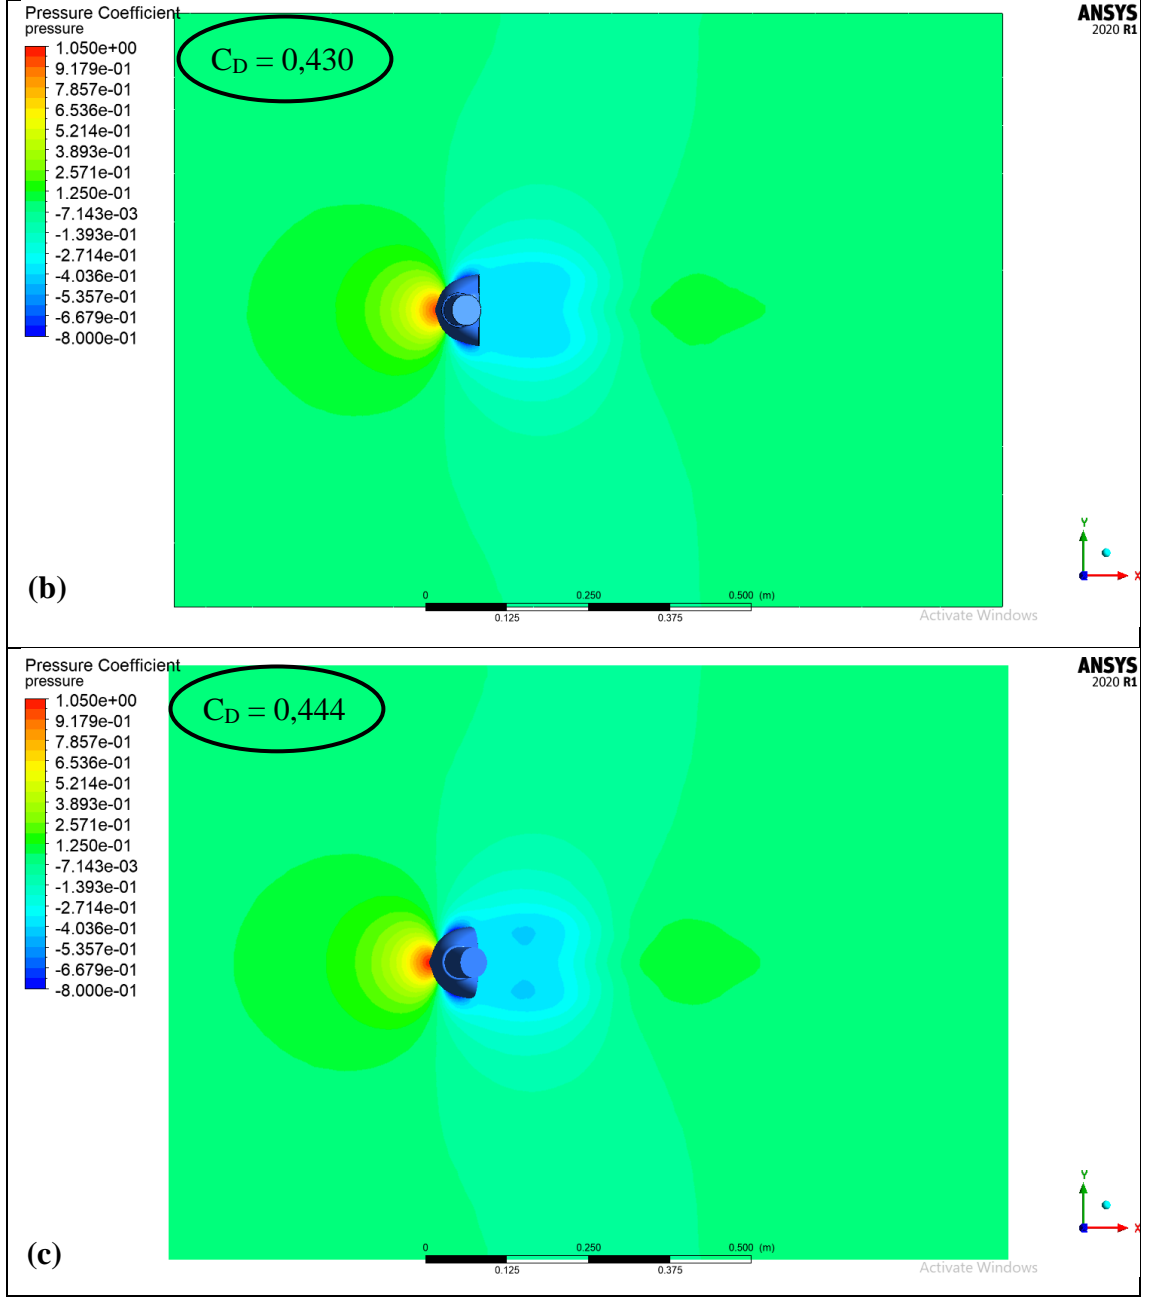 Pressure Coefficient
pressure
ANSYS
2020 R1
C_D = 0,430
1.050e+00
9.179e-01
7.857e-01
6.536e-01
5.214e-01
3.893e-01
2.571e-01
1.250e-01
-7.143e-03
-1.393e-01
-2.714e-01
-4.036e-01
-5.357e-01
-6.679e-01
-8.000e-01
Y
X
(b)
0 0.250 0.500 (m)
0.125 0.375
Activate Windows
Pressure Coefficient
pressure
ANSYS
2020 R1
C_D = 0,444
1.050e+00
9.179e-01
7.857e-01
6.536e-01
5.214e-01
3.893e-01
2.571e-01
1.250e-01
-7.143e-03
-1.393e-01
-2.714e-01
-4.036e-01
-5.357e-01
-6.679e-01
-8.000e-01
Y
X
(c)
0 0.250 0.500 (m)
0.125 0.375
Activate Windows